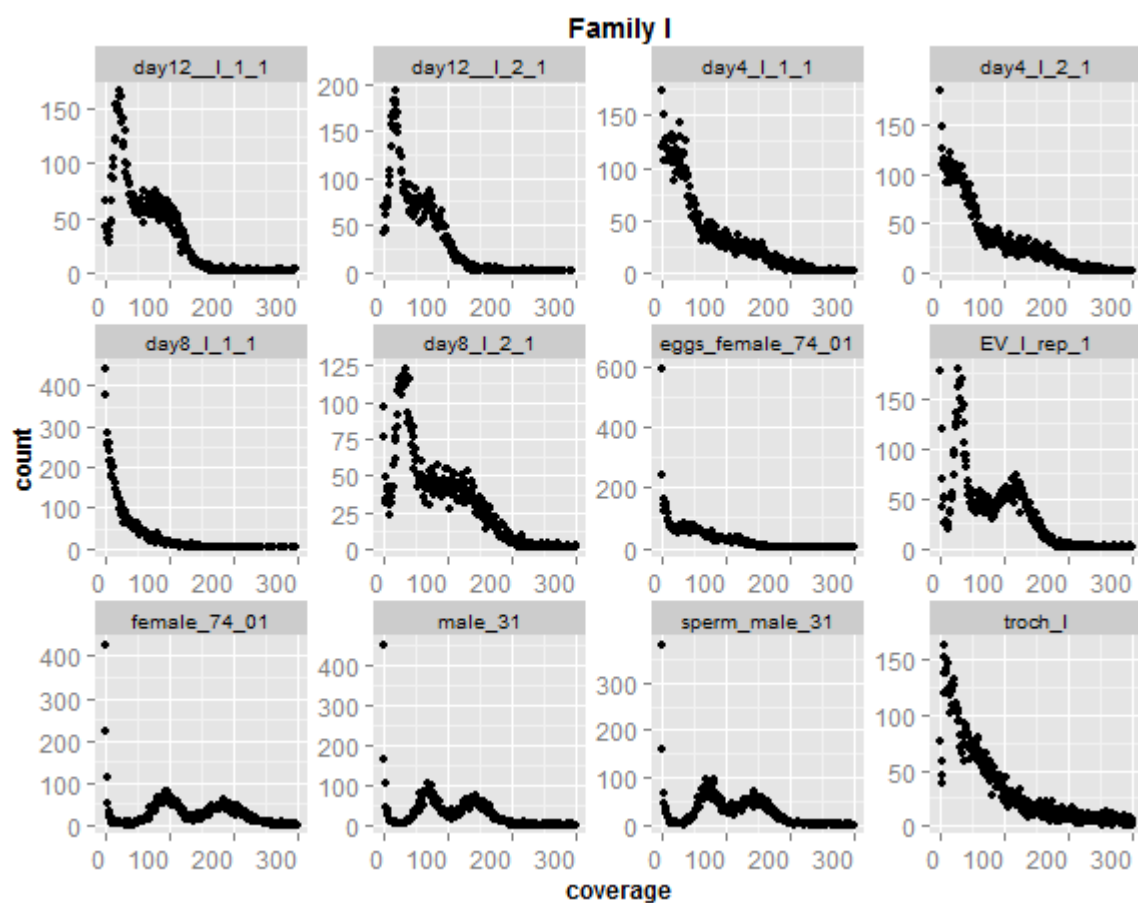 Family I
day12__I_1_1 day12__I_2_1 day4_I_1_1 day4_I_2_1
150 200 150 150
100 150 100 100
50 100 50 50
0 50 0 0
0
0 100 200 300 0 100 200 300 0 100 200 300 0 100 200 300
day8_I_1_1 day8_I_2_1 eggs_female_74_01 EV_I_rep_1
400 125 600 150
300 100 400 100
200 75 200 50
100 50 0 0
0 25
0
0 100 200 300 0 100 200 300 0 100 200 300 0 100 200 300
female_74_01 male_31 sperm_male_31 troch_I
400 400 300 150
300 300 200 100
200 200 100 50
100 100 0 0
0 0
0 100 200 300 0 100 200 300 0 100 200 300 0 100 200 300
count
coverage